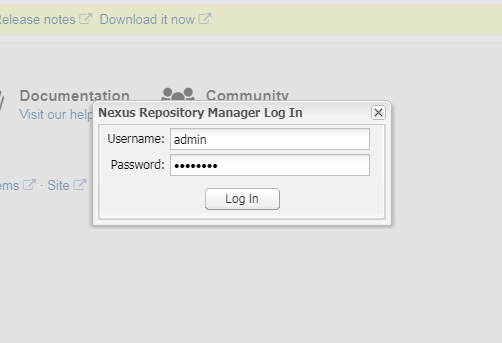 Release notes Download it now
Documentation Community
Visit our help
Nexus Repository Manager Log In
Username: admin
Password: ••••••••
Site
Log In